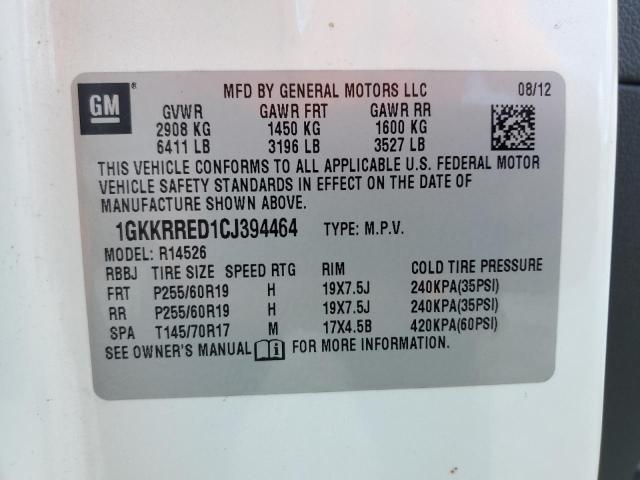 GM
MFD BY GENERAL MOTORS LLC 08/12
GVWR GAWR FRT GAWR RR
2908 KG 1450 KG 1600 KG
6411 LB 3196 LB 3527 LB
THIS VEHICLE CONFORMS TO ALL APPLICABLE U.S. FEDERAL MOTOR
VEHICLE SAFETY STANDARDS IN EFFECT ON THE DATE OF
MANUFACTURE SHOWN ABOVE.
1GKKRRED1CJ394464 TYPE: M.P.V.
MODEL: R14526
RBBJ TIRE SIZE SPEED RTG RIM COLD TIRE PRESSURE
FRT P255/60R19 H 19X7.5J 240KPA(35PSI)
RR P255/60R19 H 19X7.5J 240KPA(35PSI)
SPA T145/70R17 M 17X4.5B 420KPA(60PSI)
SEE OWNER'S MANUAL FOR MORE INFORMATION.